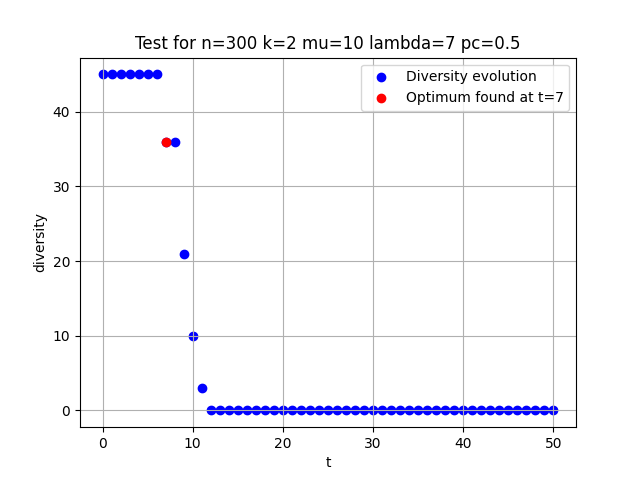 Test for n=300 k=2 mu=10 lambda=7 pc=0.5
Diversity evolution
Optimum found at t=7
diversity
40
30
20
10
0
0 10 20 30 40 50
t